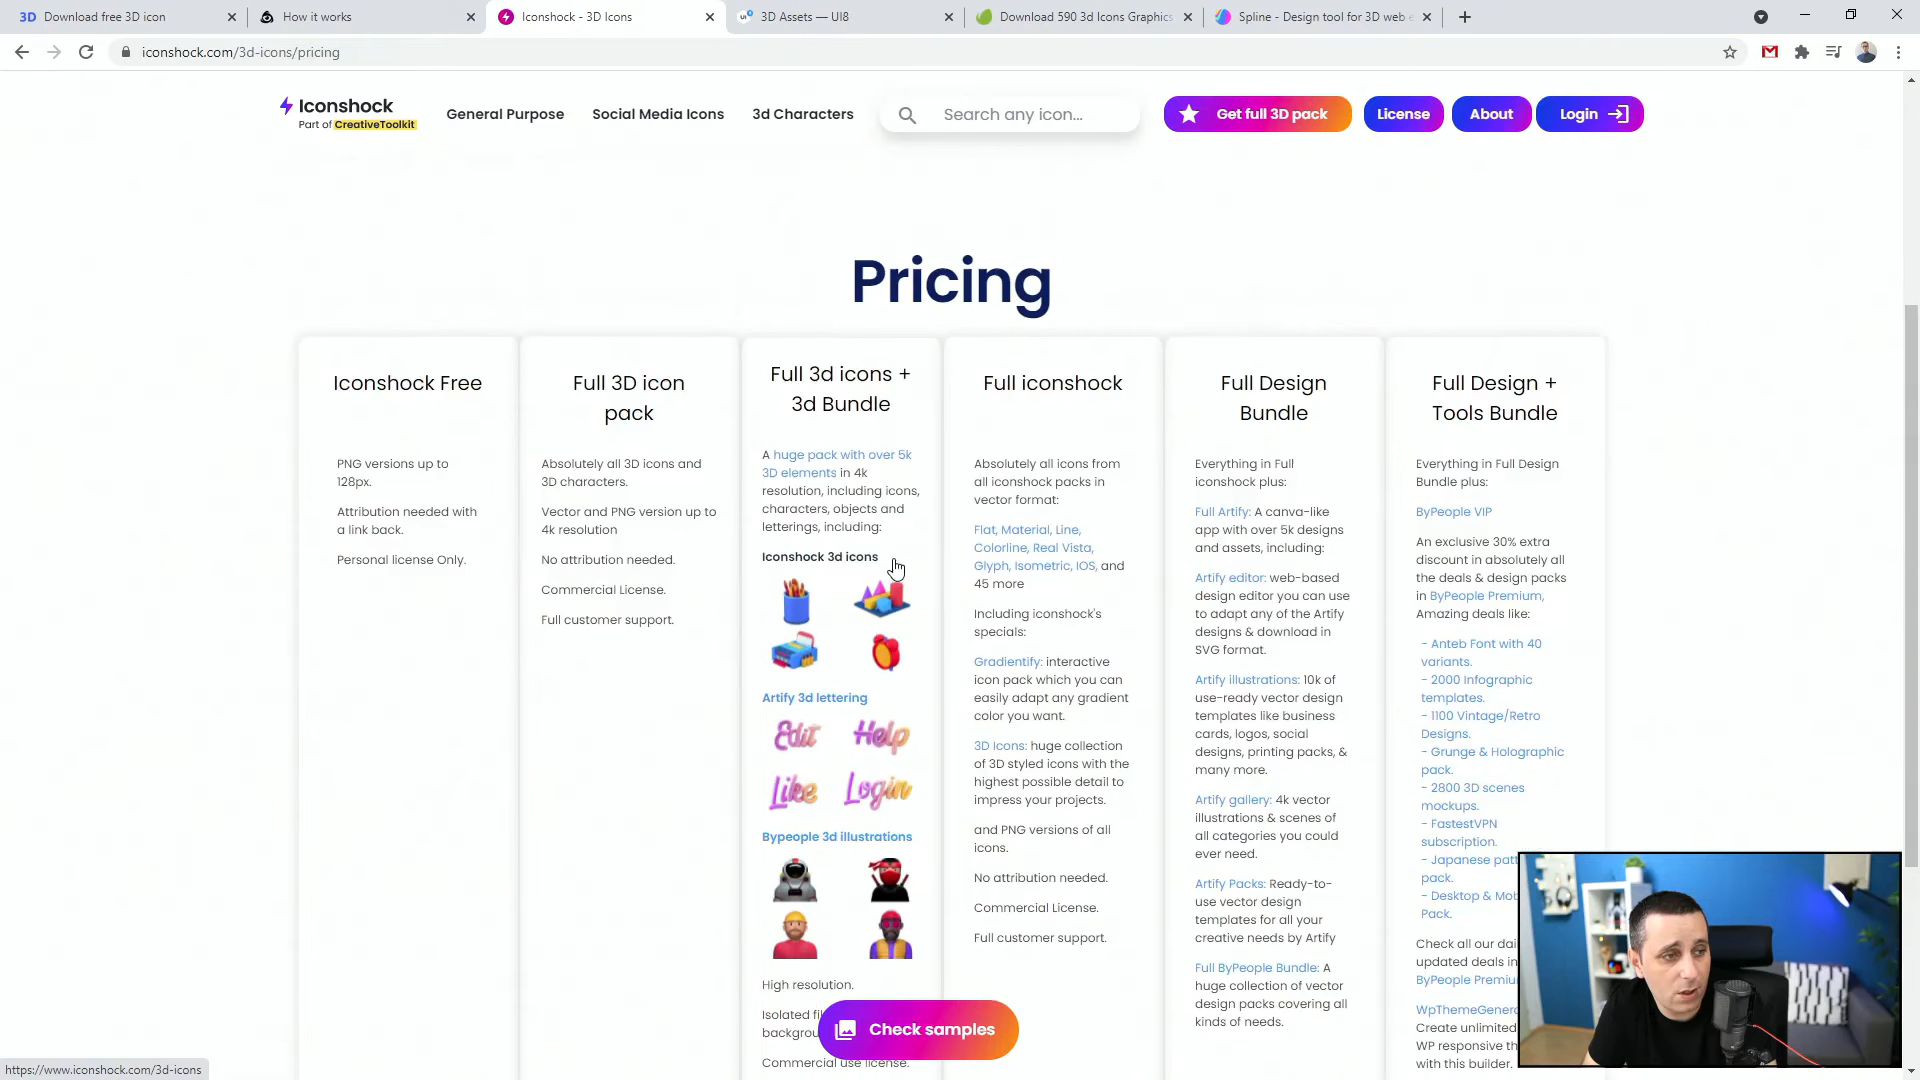 Download free 3D icon
How it works
Iconshock - 3D Icons
3D Assets — UI8
Download 590 3d Icons Graphics
Spline - Design tool for 3D web
iconshock.com/3d-icons/pricing
Iconshock
Part of CreativeToolkit
General Purpose
Social Media Icons
3d Characters
Search any icon...
Get full 3D pack
License
About
Login
Pricing
Iconshock Free
PNG versions up to
128px.
Attribution needed with
a link back.
Personal license Only.
Full 3D icon
pack
Absolutely all 3D icons and
3D characters.
Vector and PNG version up to
4k resolution
No attribution needed.
Commercial License.
Full customer support.
Full 3d icons +
3d Bundle
A huge pack with over 5k
3D elements in 4k
resolution, including icons,
characters, objects and
letterings, including:
Iconshock 3d icons
Artify 3d lettering
Edit
Help
Like
Login
Bypeople 3d illustrations
High resolution.
Isolated
Commercial use license.
Full iconshock
Absolutely all icons from
all iconshock packs in
vector format:
Flat, Material, Line,
Colorline, Real Vista,
Glyph, Isometric, IOS, and
45 more
Including iconshock's
specials:
Gradientify: interactive
icon pack which you can
easily adapt any gradient
color you want.
3D Icons: huge collection
of 3D styled icons with the
highest possible detail to
impress your projects.
and PNG versions of all
icons.
No attribution needed.
Commercial License.
Full customer support.
Full Design
Bundle
Everything in Full
iconshock plus:
Full Artify: A canva-like
app with over 5k designs
and assets, including:
Artify editor: web-based
design editor you can use
to adapt any of the Artify
designs & download in
SVG format.
Artify illustrations: 10k of
use-ready vector design
templates like business
cards, logos, social
designs, printing packs, &
many more.
Artify gallery: 4k vector
illustrations & scenes of
all categories you could
ever need.
Artify Packs: Ready-to-
use vector design
templates for all your
creative needs by Artify
Full ByPeople Bundle: A
huge collection of vector
design packs covering all
kinds of needs.
Full Design +
Tools Bundle
Everything in Full Design
Bundle plus:
ByPeople VIP
An exclusive 30% extra
discount in absolutely all
the deals & design packs
in ByPeople Premium,
Amazing deals like:
- Anteb Font with 40
variants.
- 2000 Infographic
templates.
- 1100 Vintage/Retro
Designs.
- Grunge & Holographic
pack.
- 2800 3D scenes
mockups.
- FastestVPN
subscription.
- Japanese
pack.
- Desktop &
Pack.
Check all our
updated deals in
ByPeople
Create unlimited
WP responsive
with this builder.
Check samples
https://www.iconshock.com/3d-icons